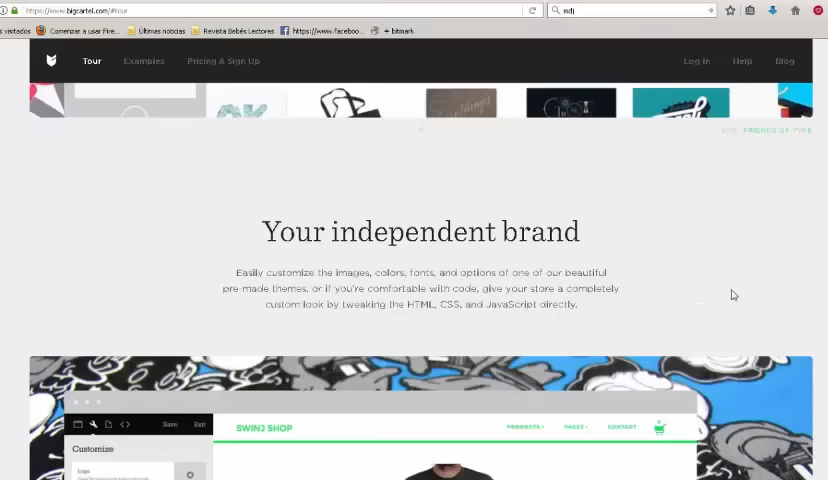 https://www.bigcartel.com/#tour
mdj
s visitados Comenzar a usar Fire... Últimas noticias Revista Bebés Lectores https://www.faceboo... + bitmark
Tour Examples Pricing & Sign Up Log In Help Blog
OK
SITE: FRIENDS OF TYPE
Your independent brand
Easily customize the images, colors, fonts, and options of one of our beautiful
pre-made themes, or if you're comfortable with code, give your store a completely
custom look by tweaking the HTML, CSS, and JavaScript directly.
Save Exit
SWINJ SHOP PRODUCTS PAGES CONTACT
Customize
Logo